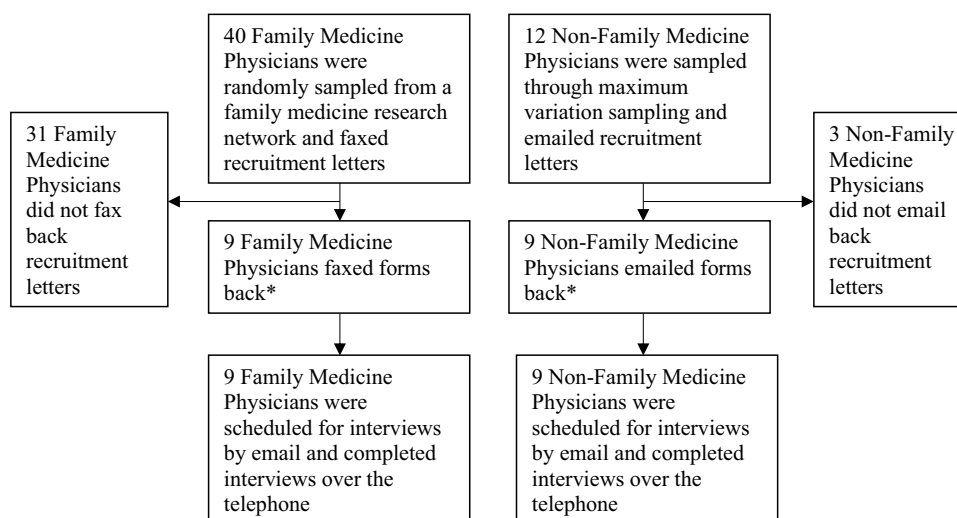 40 Family Medicine
Physicians were
randomly sampled from a
family medicine research
network and faxed
recruitment letters
12 Non-Family Medicine
Physicians were sampled
through maximum
variation sampling and
emailed recruitment
letters
31 Family
Medicine
Physicians
did not fax
back
recruitment
letters
3 Non-Family
Medicine
Physicians
did not email
back
recruitment
letters
9 Family Medicine
Physicians faxed forms
back*
9 Non-Family Medicine
Physicians emailed forms
back*
9 Family Medicine
Physicians were
scheduled for interviews
by email and completed
interviews over the
telephone
9 Non-Family Medicine
Physicians were
scheduled for interviews
by email and completed
interviews over the
telephone